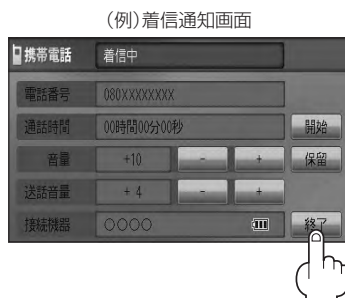 (例)着信通知画面
携帯電話 着信中
電話番号 080XXXXXXXX
通話時間 00時間00分00秒 開始
音量 +10 - + 保留
送話音量 + 4 - +
接続機器 ○○○○ 終了